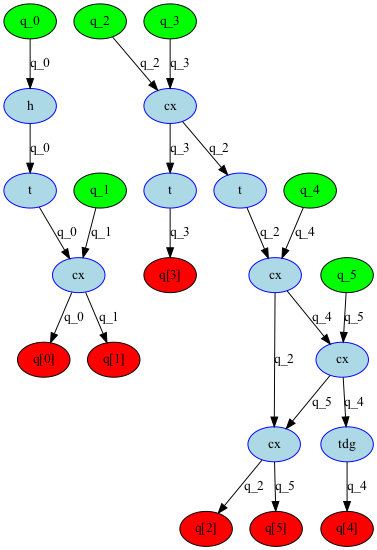 q_0 q_2 q_3
q_0 q_2 q_3
h cx
q_0 q_3 q_2
t q_1 t t q_4
q_0 q_1 q_3 q_2 q_4
cx q[3] cx q_5
q_0 q_1 q_4 q_5
q[0] q[1] q_2 cx
q_5 q_4
cx tdg
q_2 q_5 q_4
q[2] q[5] q[4]